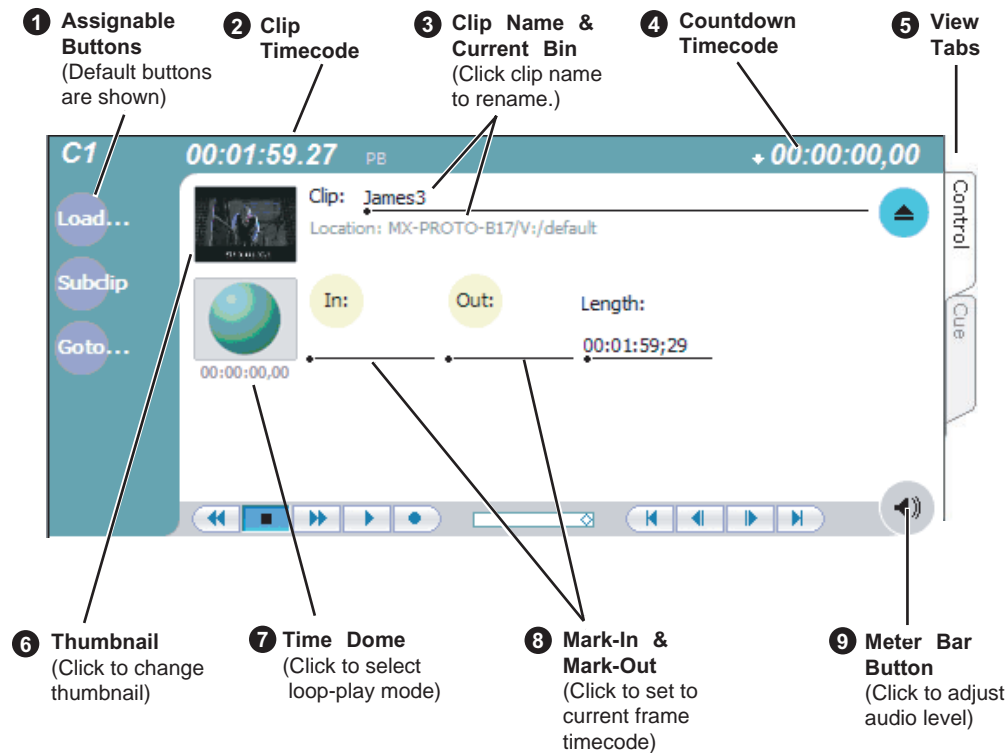 1 Assignable
Buttons
(Default buttons
are shown)
2 Clip
Timecode
3 Clip Name &
Current Bin
(Click clip name
to rename.)
4 Countdown
Timecode
5 View
Tabs
C1
00:01:59.27
PB
00:00:00,00
Load...
Subclip
Goto...
Clip: James3
Location: MX-PROTO-B17/V:/default
In:
Out:
Length:
00:01:59;29
00:00:00,00
Control
Cue
6 Thumbnail
(Click to change
thumbnail)
7 Time Dome
(Click to select
loop-play mode)
8 Mark-In &
Mark-Out
(Click to set to
current frame
timecode)
9 Meter Bar
Button
(Click to adjust
audio level)